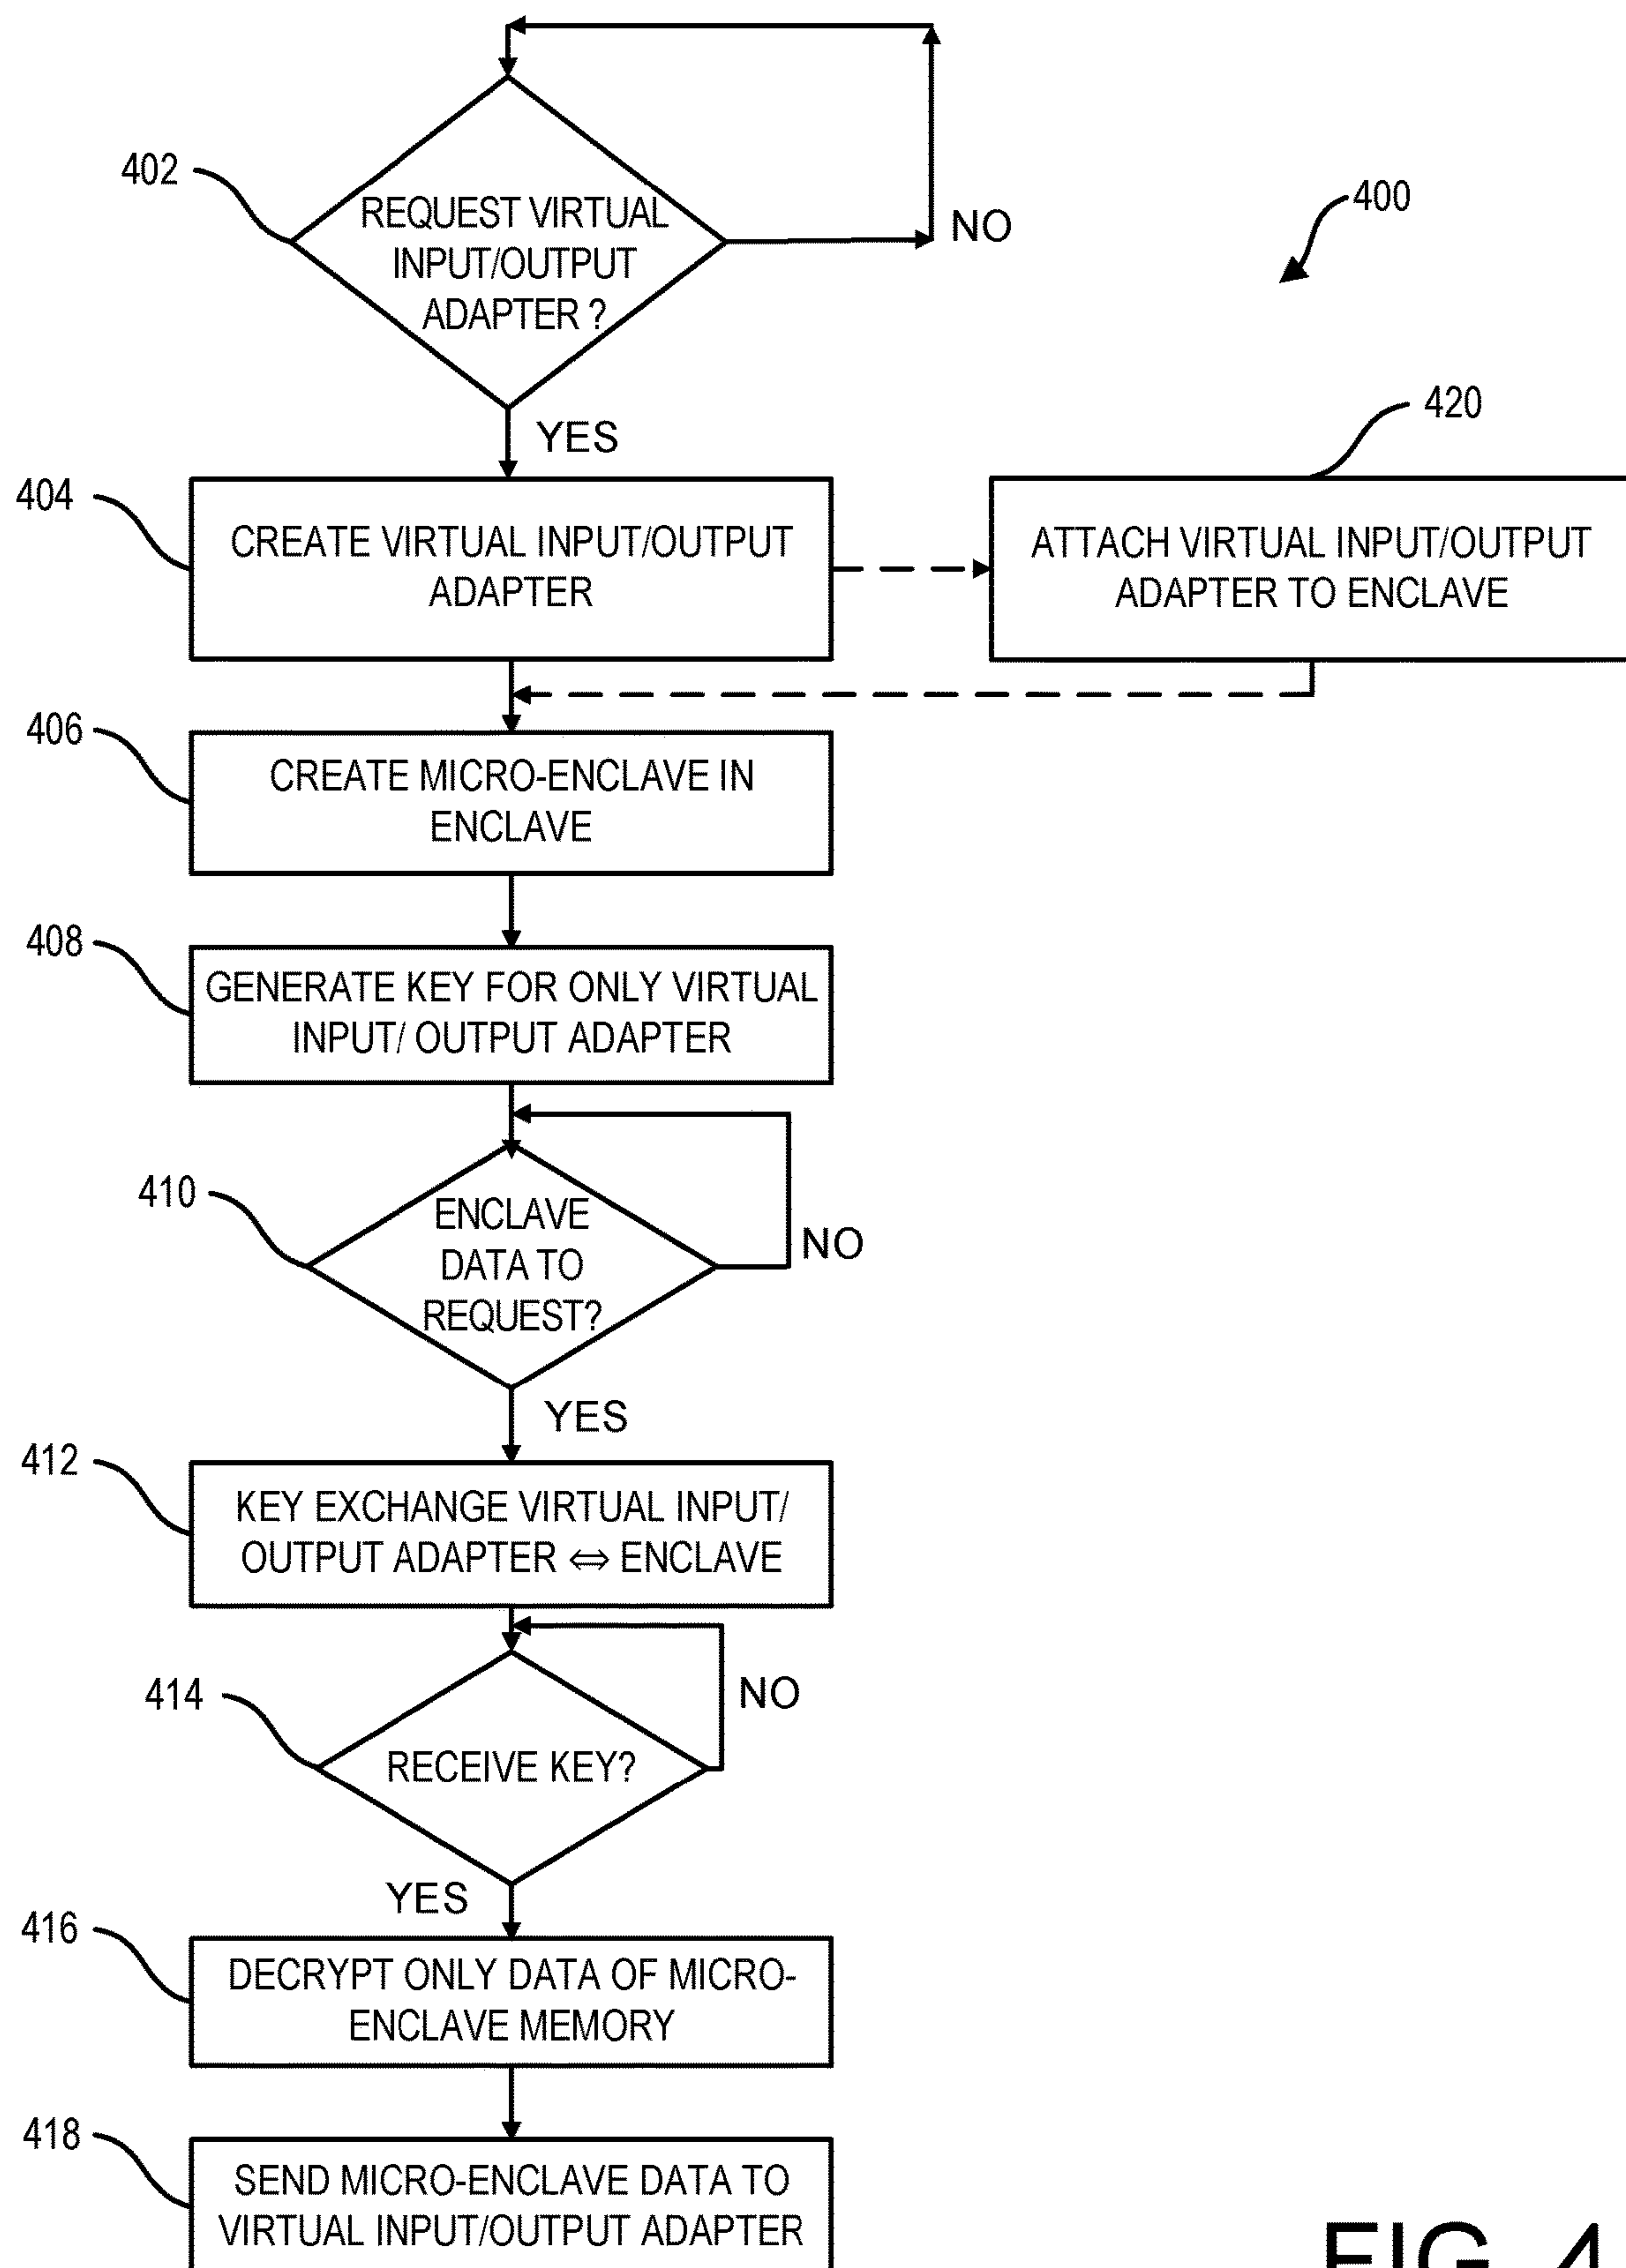 402
REQUEST VIRTUAL
INPUT/OUTPUT
ADAPTER ?
NO
400
YES
420
404
CREATE VIRTUAL INPUT/OUTPUT
ADAPTER
ATTACH VIRTUAL INPUT/OUTPUT
ADAPTER TO ENCLAVE
406
CREATE MICRO-ENCLAVE IN
ENCLAVE
408
GENERATE KEY FOR ONLY VIRTUAL
INPUT/ OUTPUT ADAPTER
410
ENCLAVE
DATA TO
REQUEST?
NO
YES
412
KEY EXCHANGE VIRTUAL INPUT/
OUTPUT ADAPTER ⇔ ENCLAVE
414
RECEIVE KEY?
NO
YES
416
DECRYPT ONLY DATA OF MICRO-
ENCLAVE MEMORY
418
SEND MICRO-ENCLAVE DATA TO
VIRTUAL INPUT/OUTPUT ADAPTER
FIG. 4